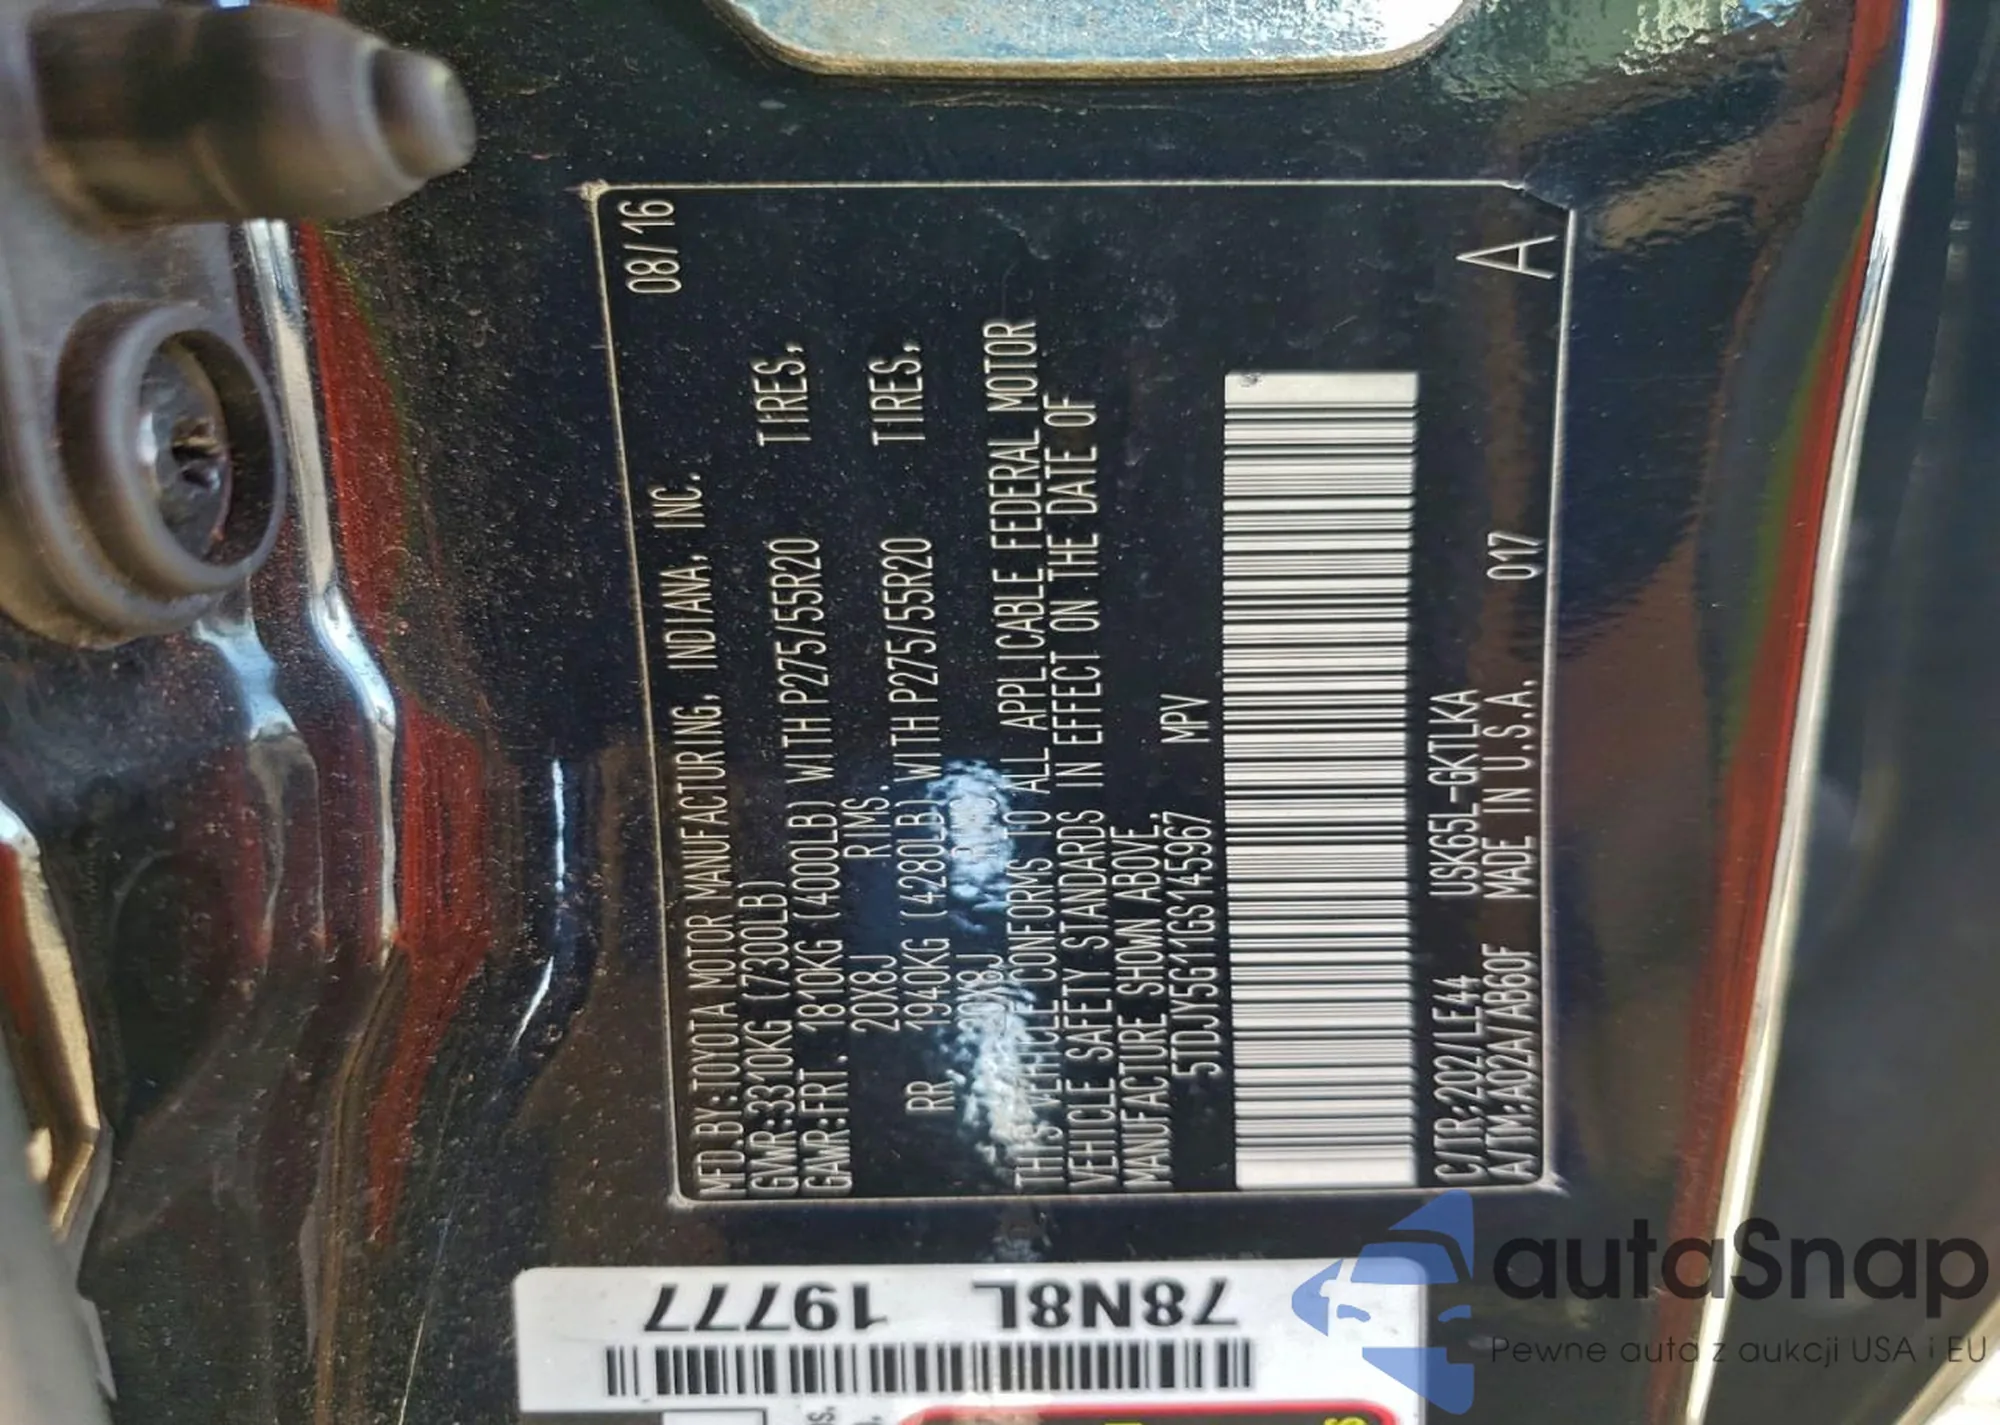 MFD.BY:TOYOTA MOTOR MANUFACTURING, INDIANA, INC. 08/16
GVWR:3310KG (7300LB)
GAWR:FRT. 1810KG (4000LB) WITH P275/55R20 TIRES,
20X8J RIMS,
RR 1940KG (4280LB) WITH P275/55R20 TIRES,
20X8J
THIS VEHICLE CONFORMS TO ALL APPLICABLE FEDERAL MOTOR
VEHICLE SAFETY STANDARDS IN EFFECT ON THE DATE OF
MANUFACTURE SHOWN ABOVE.
5TDJY5G11GS145967 MPV
C/TR:202/LE44 USK65L-GKTLKA
A/TM:A02A/AB60F MADE IN U.S.A. 017 A
78N8L 19777
autaSnap
Pewne auta z aukcji USA i EU